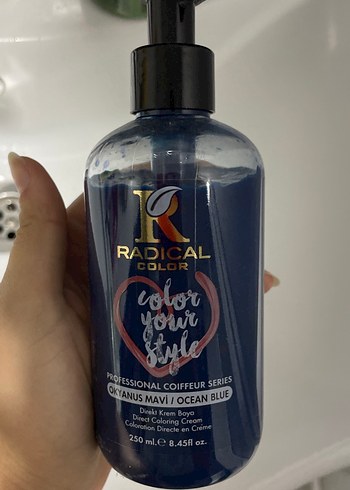 R
RADICAL
COLOR
color
your
style
PROFESSIONAL COIFFEUR SERIES
OKYANUS MAVİ / OCEAN BLUE
Direkt Krem Boya
Direct Coloring Cream
Coloration Directe en Crème
250 ml. ℮ 8.45fl oz.